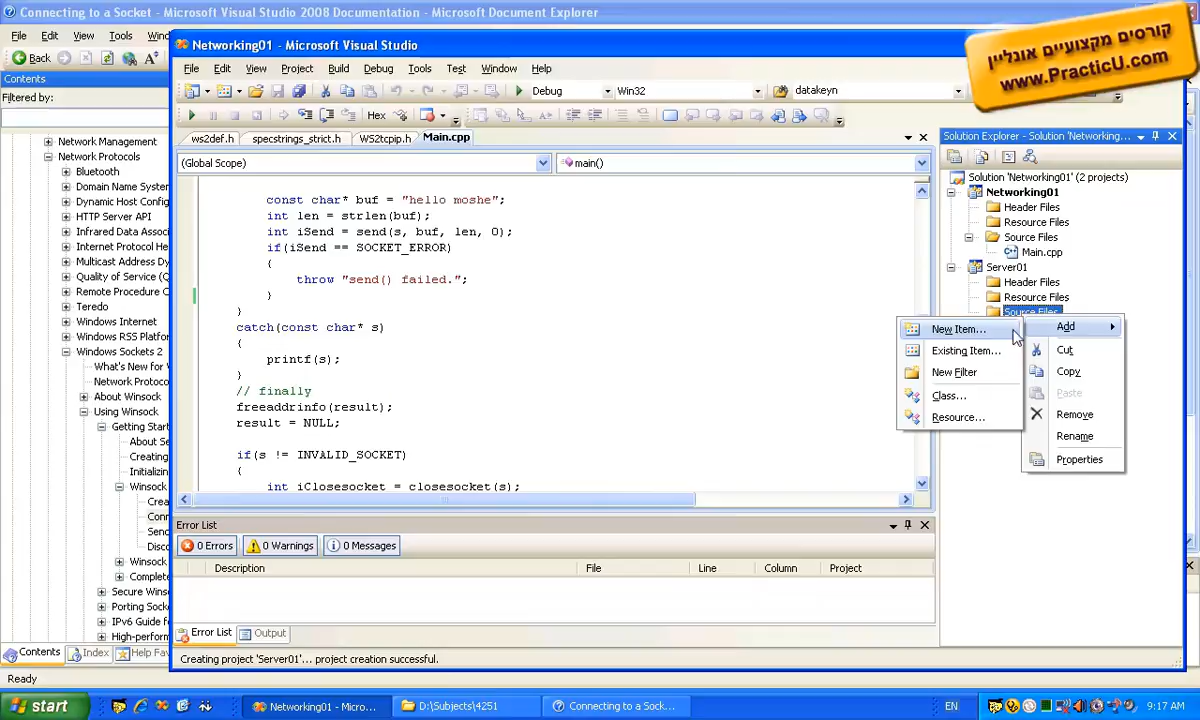 Connecting to a Socket - Microsoft Visual Studio 2008 Documentation - Microsoft Document Explorer
File Edit View Tools
Back
Contents
Filtered by:
Network Management
Network Protocols
Bluetooth
Domain Name System
Dynamic Host Config
HTTP Server API
Infrared Data Assoc
Internet Protocol He
Multicast Address Dy
Quality of Service (Q
Remote Procedure C
Teredo
Windows Internet
Windows RSS Platfor
Windows Sockets 2
What's New for
Network Protoco
About Winsock
Using Winsock
Getting Start
About S
Creating
Initializing
Winsock
Crea
Conn
Send
Disco
Winsock
Complete
Secure Wins
Porting Sock
IPv6 Guide fo
High-perform
Contents Index Help Fav
Ready
Networking01 - Microsoft Visual Studio
File Edit View Project Build Debug Tools Test Window Help
Debug Win32 datakeyn
Hex
ws2def.h specstrings_strict.h WS2tcpip.h Main.cpp
(Global Scope) main()
const char* buf = "hello moshe";
int len = strlen(buf);
int iSend = send(s, buf, len, 0);
if(iSend == SOCKET_ERROR)
{
throw "send() failed.";
}
}
catch(const char* s)
{
printf(s);
}
// finally
freeaddrinfo(result);
result = NULL;
if(s != INVALID_SOCKET)
{
int iClosesocket = closesocket(s);
Error List
0 Errors 0 Warnings 0 Messages
Description File Line Column Project
Error List Output
Creating project 'Server01'... project creation successful.
קורסים מקצועיים אונליין
www.PracticU.com
Solution Explorer - Solution 'Networking...
Solution 'Networking01' (2 projects)
Networking01
Header Files
Resource Files
Source Files
Main.cpp
Server01
Header Files
Resource Files
Source Files
New Item...
Existing Item...
New Filter
Class...
Resource...
Add
Cut
Copy
Paste
Remove
Rename
Properties
start Networking01 - Micro... D:\Subjects\4251 Connecting to a Sock... EN 9:17 AM